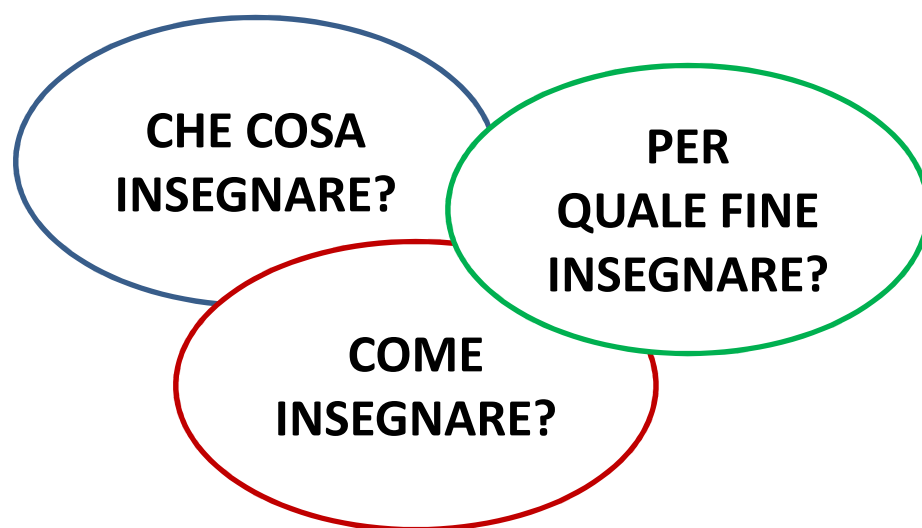 CHE COSA
INSEGNARE?
PER
QUALE FINE
INSEGNARE?
COME
INSEGNARE?